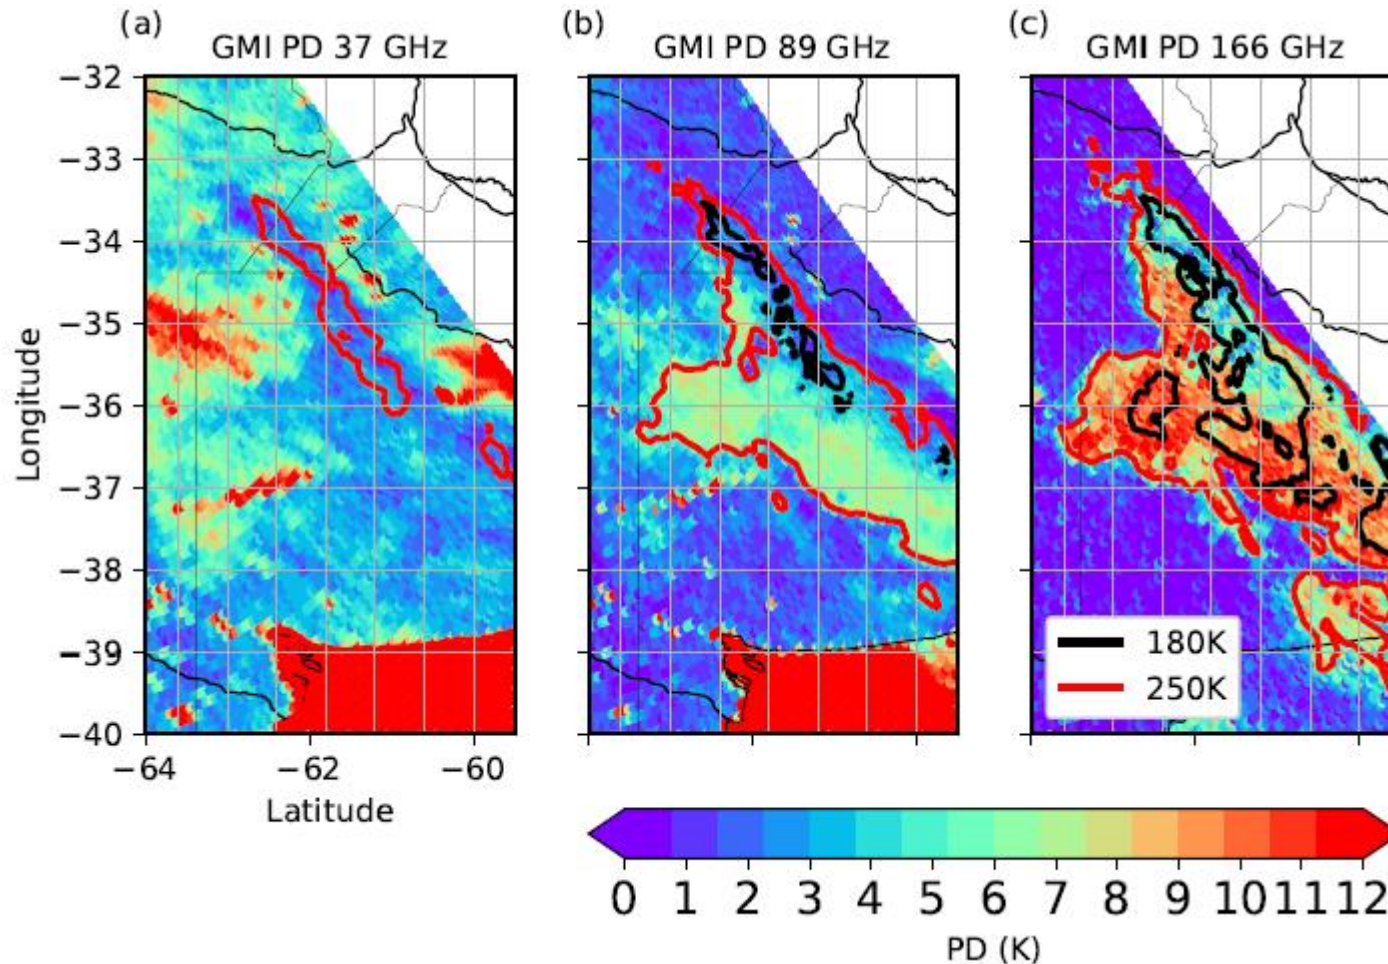 (a)
GMI PD 37 GHz
(b)
GMI PD 89 GHz
(c)
GMI PD 166 GHz
−32
−33
−34
−35
−36
−37
−38
−39
−40
Longitude
−64
−62
−60
Latitude
180K
250K
0 1 2 3 4 5 6 7 8 9 10 11 12
PD (K)